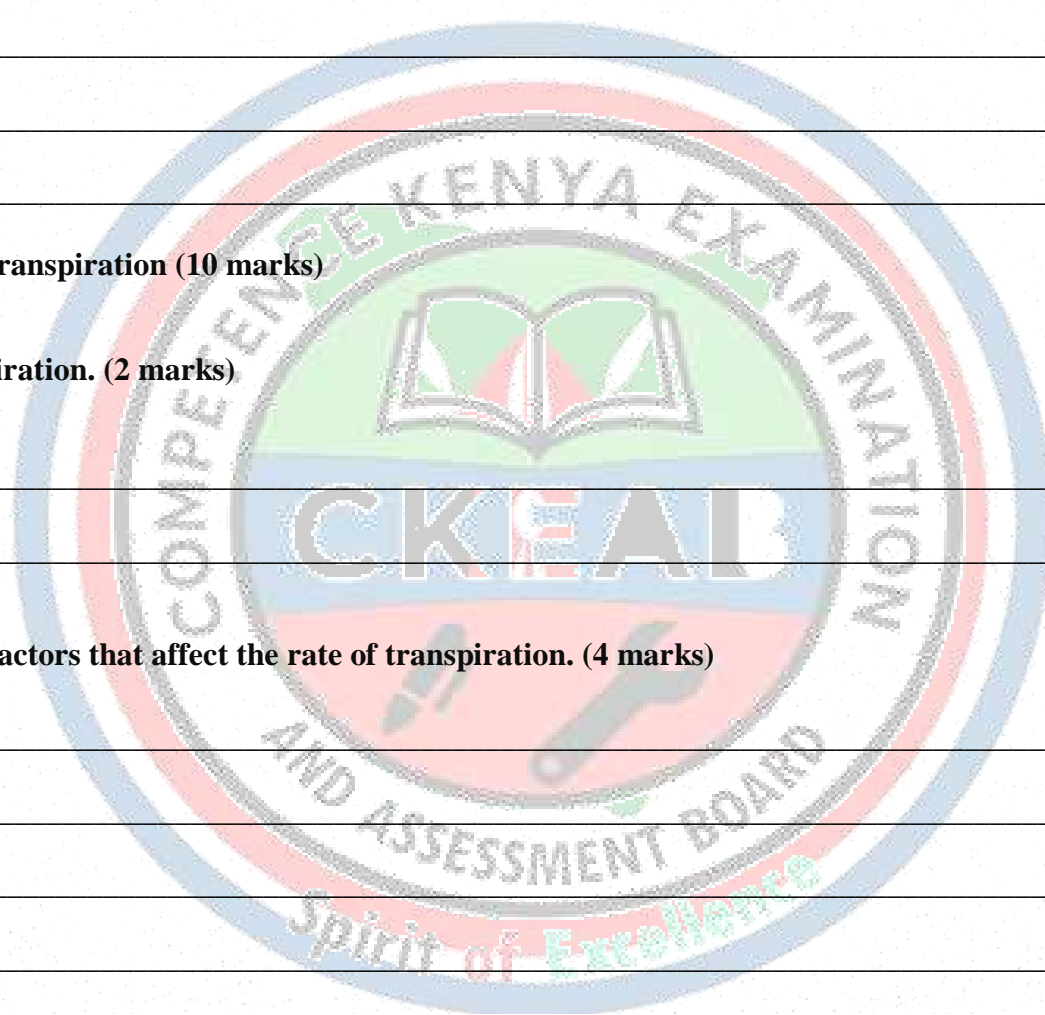 COMPETENCE KENYA EXAMINATION
ranspiration (10 marks)
iration. (2 marks)
CKEAB
actors that affect the rate of transpiration. (4 marks)
AND ASSESSMENT BOARD
Spirit of Excellence